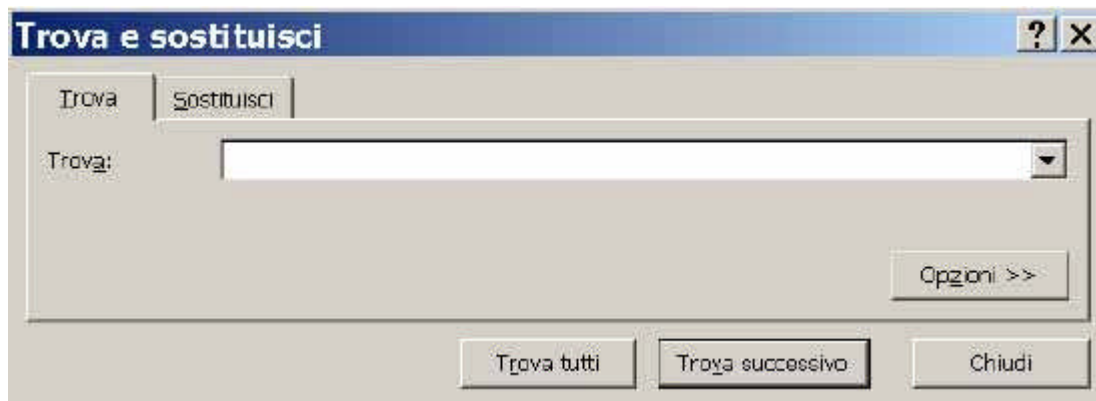 Trova e sostituisci
Trova Sostituisci
Trova:
Opzioni >>
Trova tutti Trova successivo Chiudi